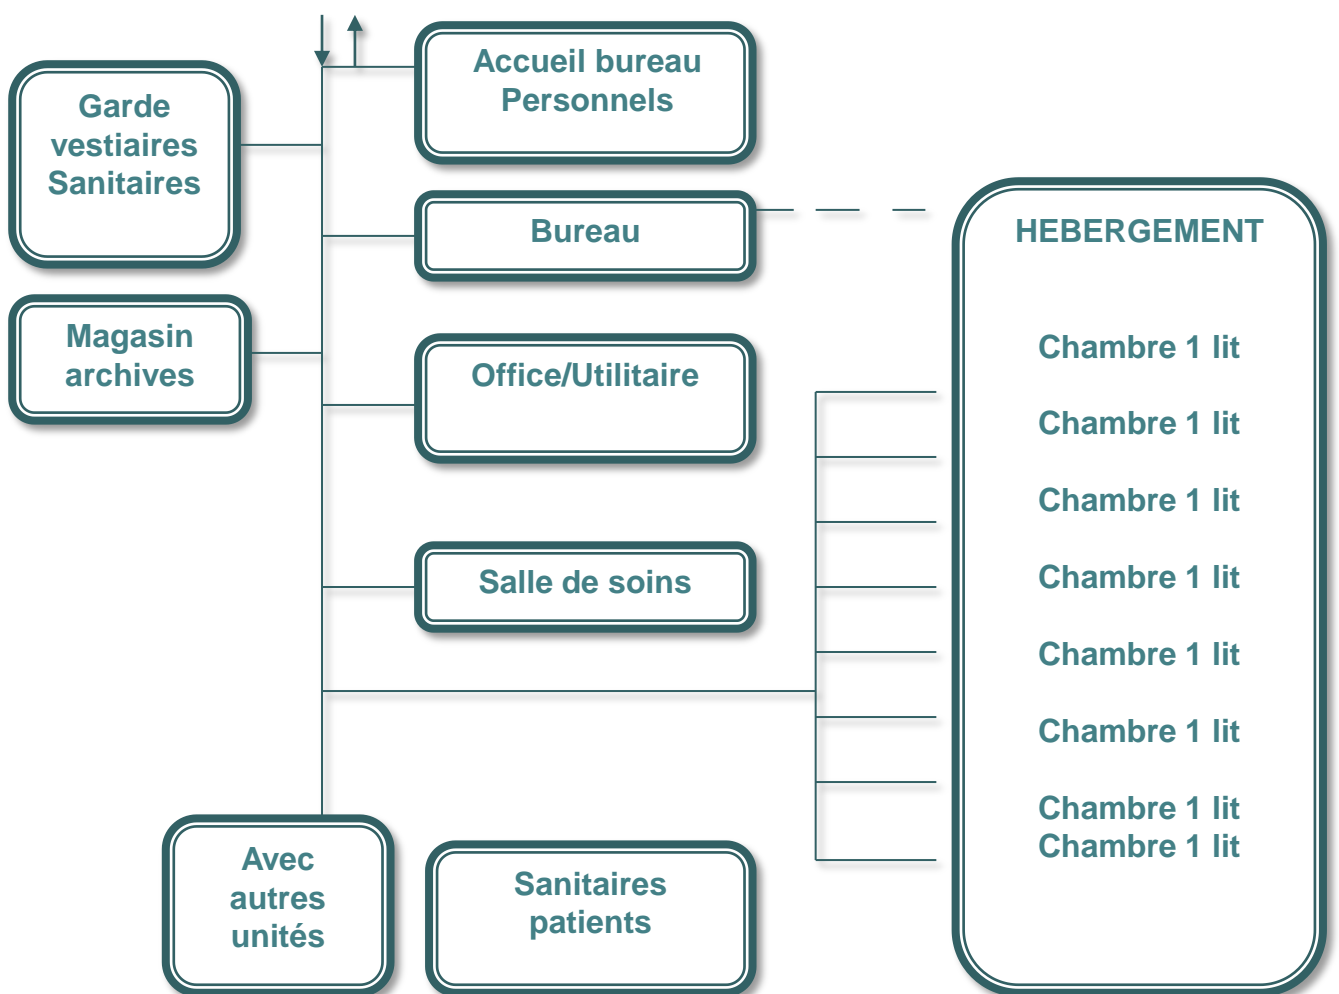 Accueil bureau
Personnels
Garde
vestiaires
Sanitaires
Bureau
HEBERGEMENT
Magasin
archives
Office/Utilitaire
Chambre 1 lit
Chambre 1 lit
Chambre 1 lit
Salle de soins
Chambre 1 lit
Chambre 1 lit
Chambre 1 lit
Chambre 1 lit
Chambre 1 lit
Avec
autres
unités
Sanitaires
patients